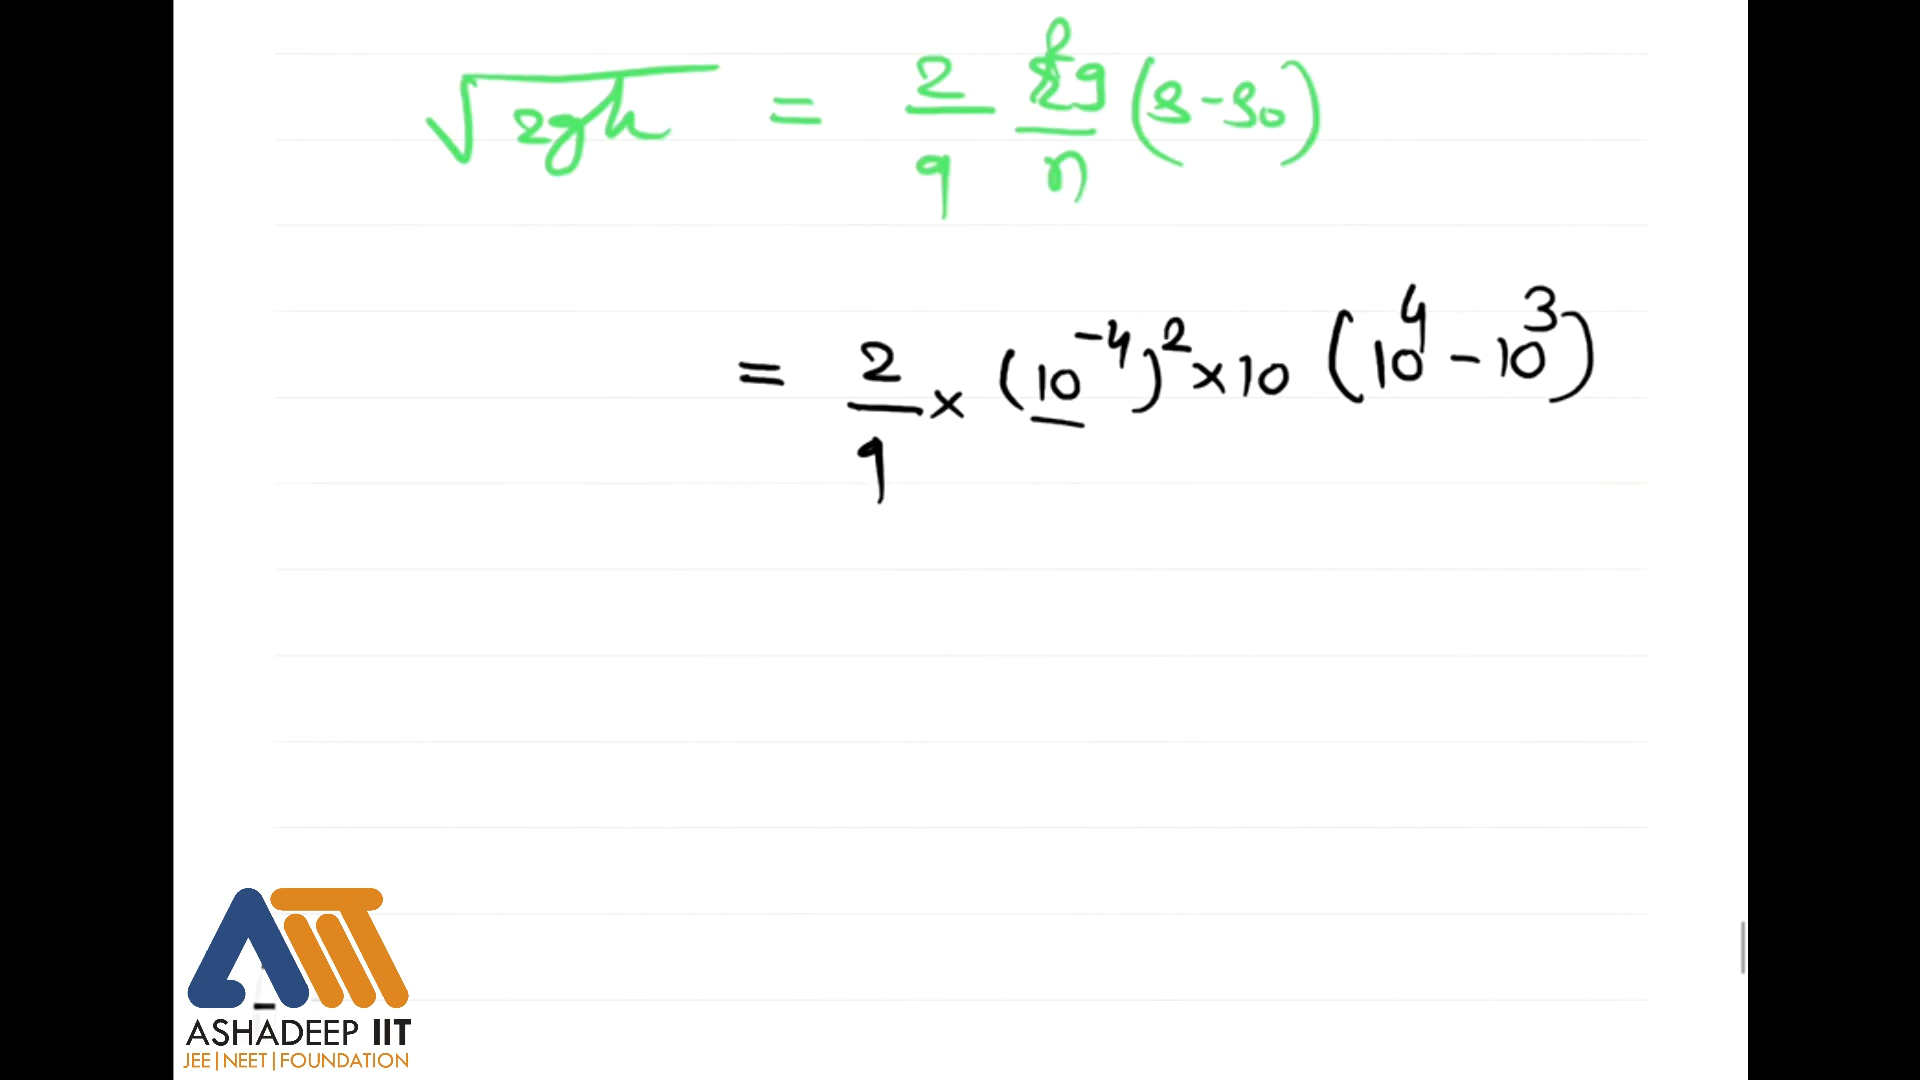 √2gh = 2/9 r²g/η (ρ-ρ₀)
= 2/9 × (10⁻⁴)² × 10 (10⁴ - 10³)
ASHADEEP IIT
JEE|NEET|FOUNDATION